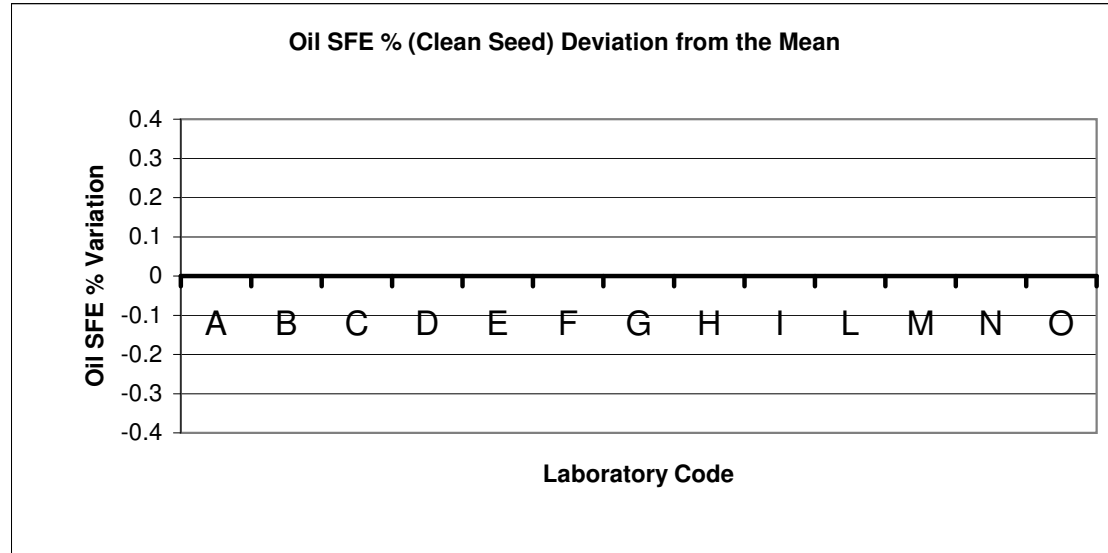 Oil SFE % (Clean Seed) Deviation from the Mean
0.4
0.3
0.2
0.1
0
-0.1
-0.2
-0.3
-0.4
Oil SFE % Variation
A B C D E F G H I L M N O
Laboratory Code